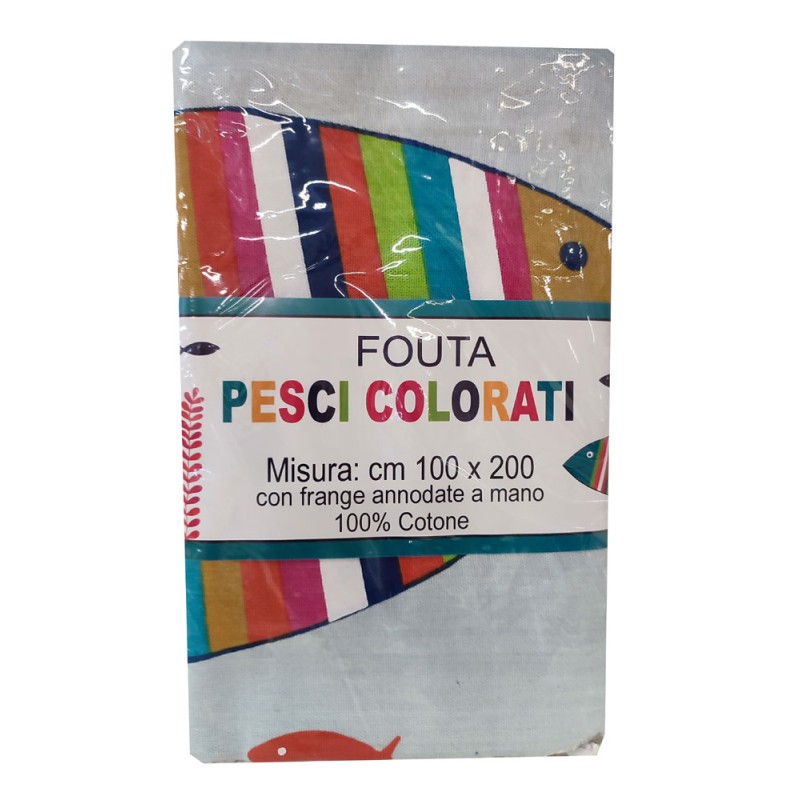 FOUTA
PESCI COLORATI
Misura: cm 100 x 200
con frange annodate a mano
100% Cotone